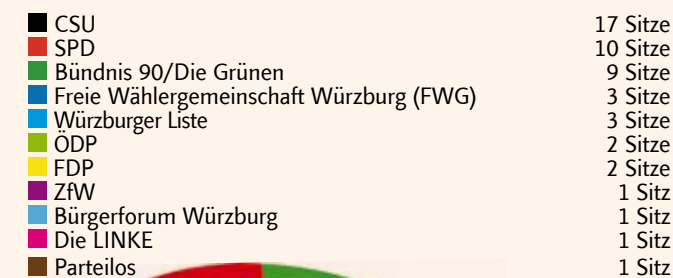 CSU 17 Sitze
SPD 10 Sitze
Bündnis 90/Die Grünen 9 Sitze
Freie Wählergemeinschaft Würzburg (FWG) 3 Sitze
Würzburger Liste 3 Sitze
ÖDP 2 Sitze
FDP 2 Sitze
ZfW 1 Sitz
Bürgerforum Würzburg 1 Sitz
Die LINKE 1 Sitz
Parteilos 1 Sitz